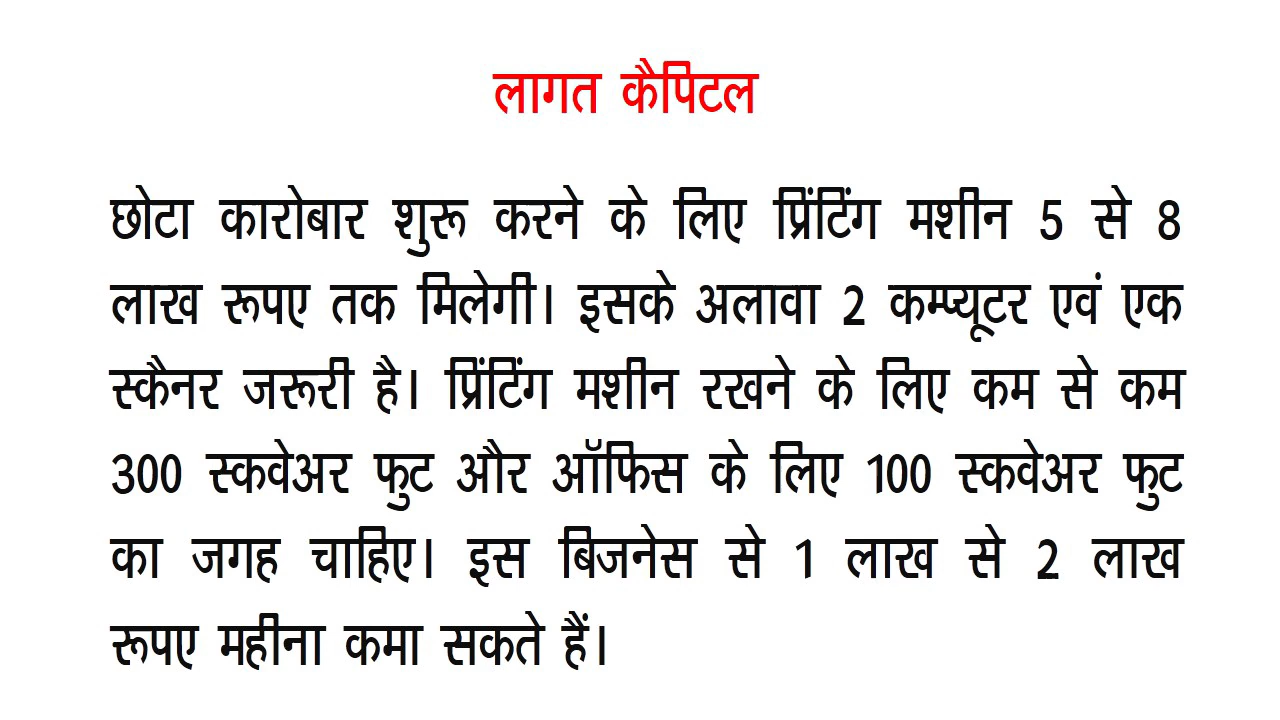 लागत कैपिटल
छोटा कारोबार शुरू करने के लिए प्रिंटिंग मशीन 5 से 8
लाख रूपए तक मिलेगी। इसके अलावा 2 कम्प्यूटर एवं एक
स्कैनर जरूरी है। प्रिंटिंग मशीन रखने के लिए कम से कम
300 स्कवेअर फुट और ऑफिस के लिए 100 स्कवेअर फुट
का जगह चाहिए। इस बिजनेस से 1 लाख से 2 लाख
रूपए महीना कमा सकते हैं।